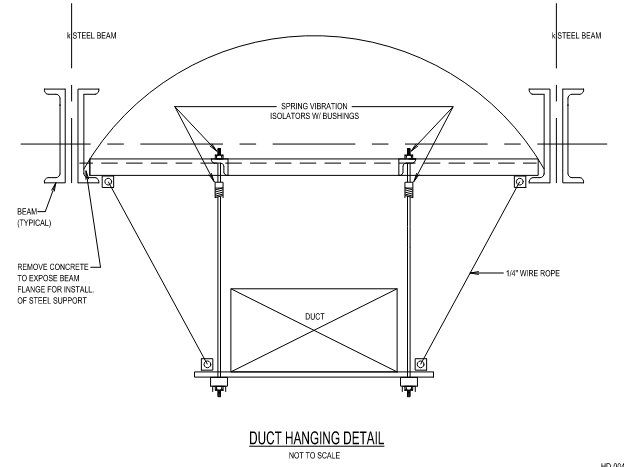 k STEEL BEAM
k STEEL BEAM
SPRING VIBRATION
ISOLATORS W/ BUSHINGS
BEAM
(TYPICAL)
REMOVE CONCRETE
TO EXPOSE BEAM
FLANGE FOR INSTALL.
OF STEEL SUPPORT
1/4" WIRE ROPE
DUCT
DUCT HANGING DETAIL
NOT TO SCALE
HD.004